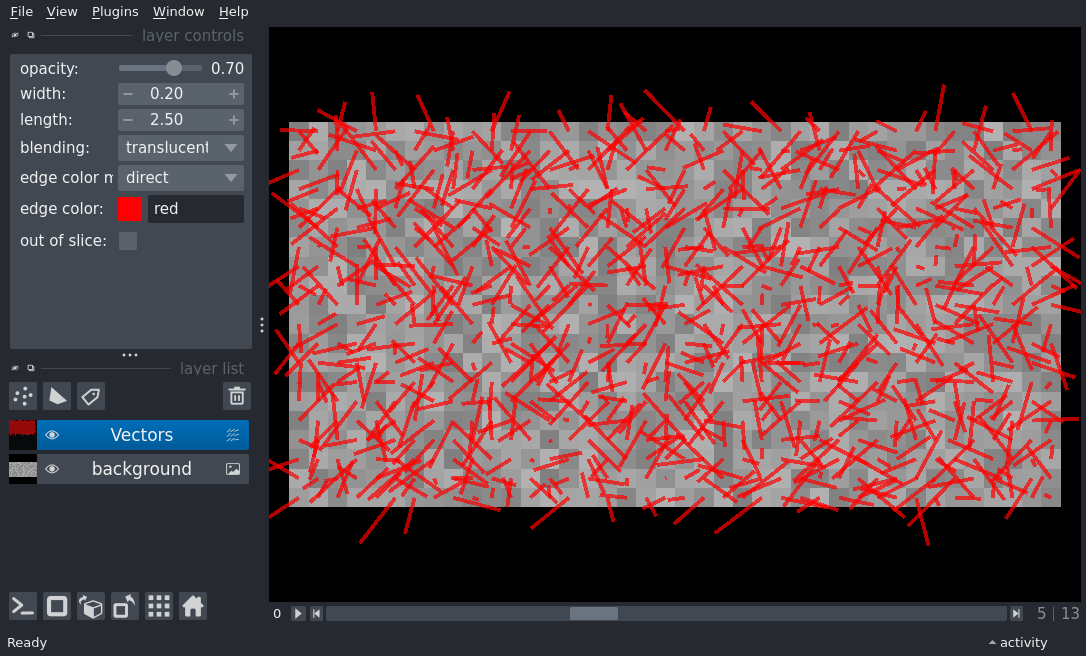 File View Plugins Window Help
layer controls
opacity: 0.70
width: 0.20
length: 2.50
blending: translucent
edge color m direct
edge color: red
out of slice:
layer list
Vectors
background
0 5 13
Ready activity